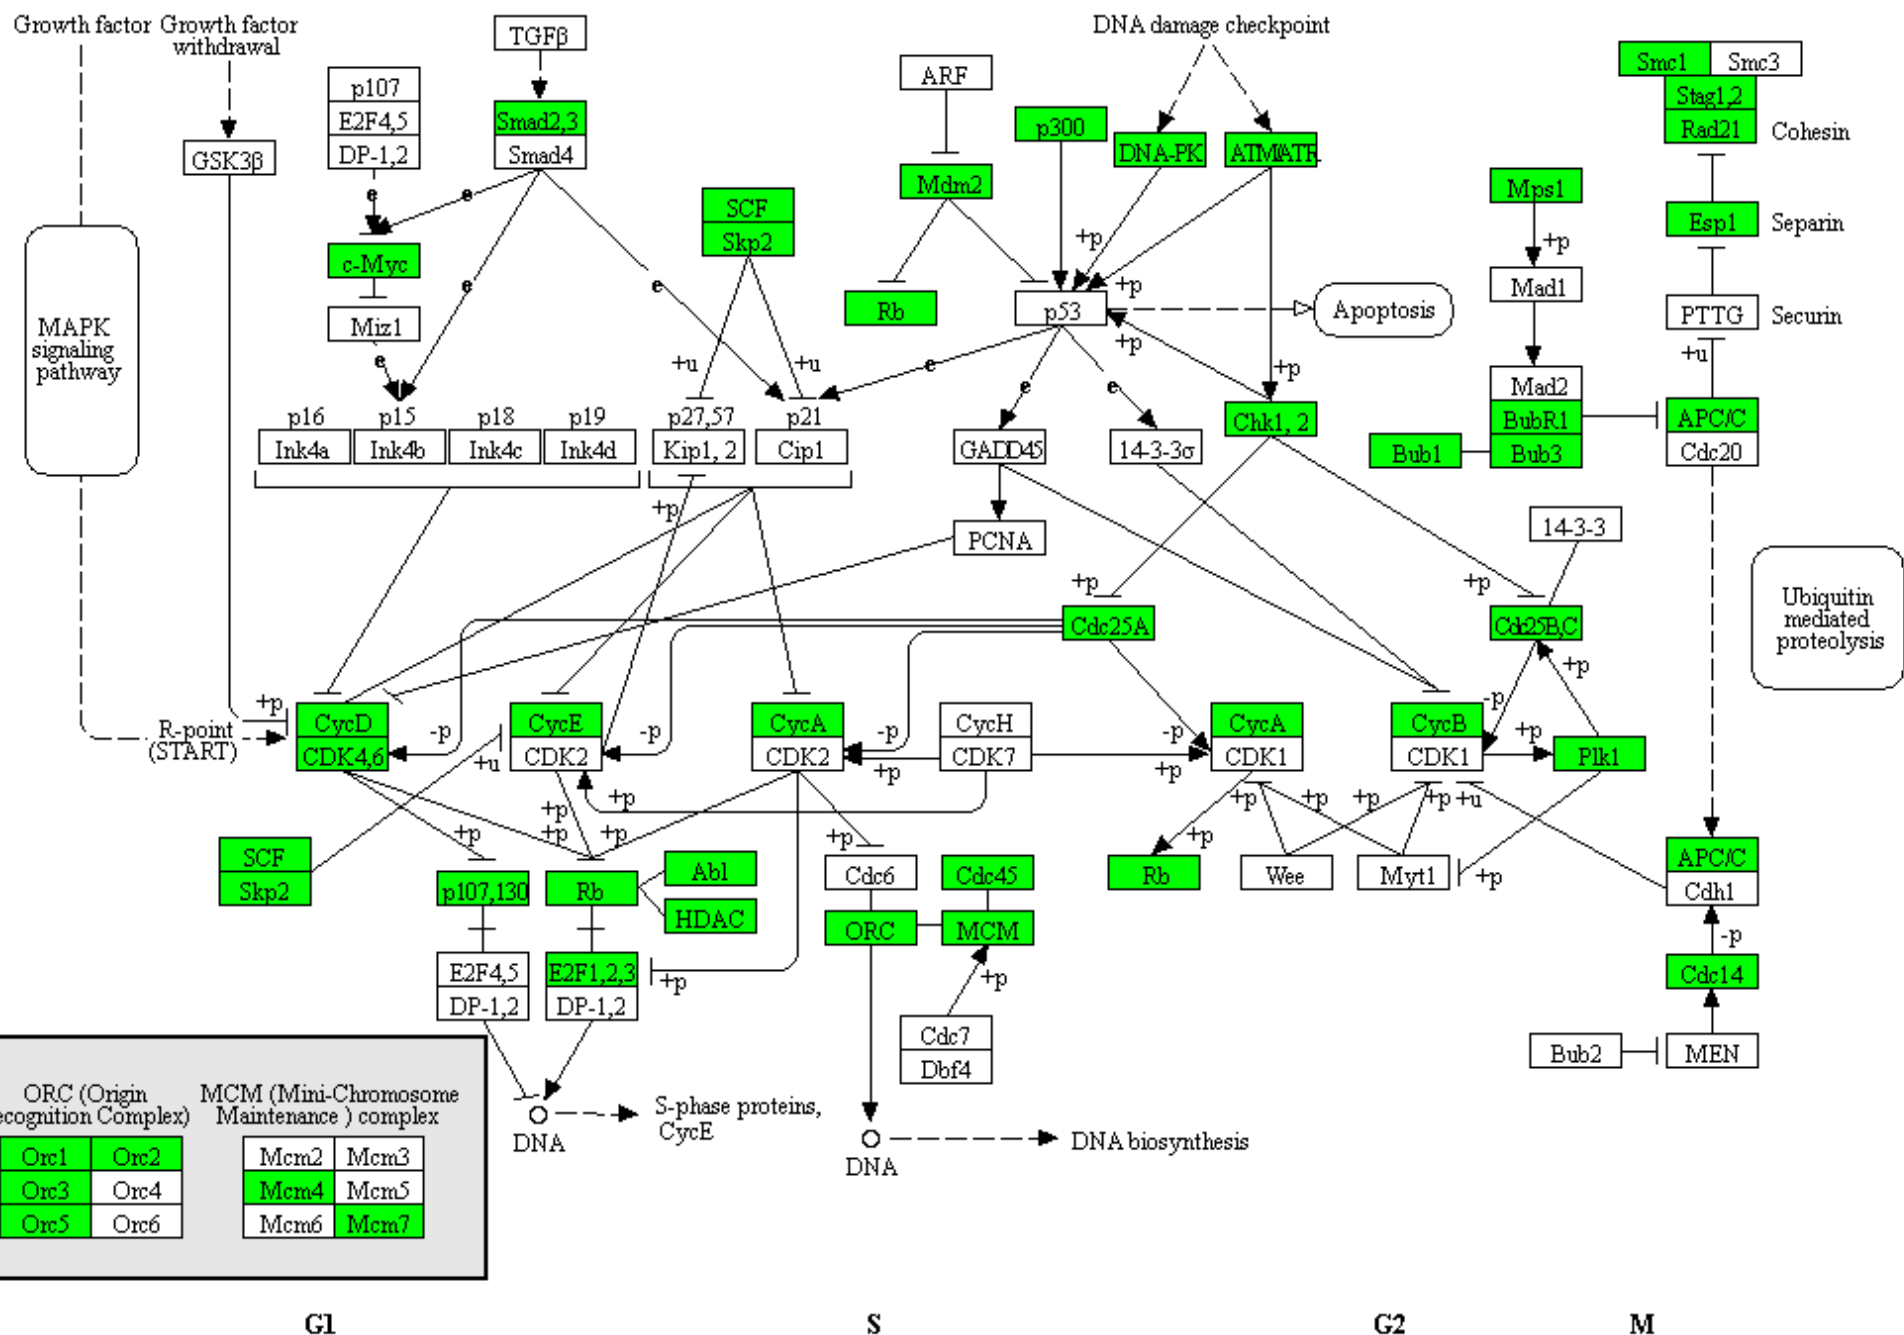 Growth factor
Growth factor
withdrawal
TGFβ
DNA damage checkpoint
ARF
Smc1
Smc3
p107
E2F4,5
DP-1,2
Smad2,3
Smad4
GSK3β
p300
DNA-PK
ATM/ATR
Stag1,2
Rad21
Cohesin
e
e
Mdm2
SCF
Skp2
Mps1
Esp1
Separin
+p
+p
c-Myc
e
e
Rb
p53
+p
Apoptosis
Mad1
PTTG
Securin
Miz1
MAPK
signaling
pathway
e
+u
+u
e
+p
e
e
+p
+u
Mad2
p16
p15
p18
p19
p27,57
p21
Ink4a
Ink4b
Ink4c
Ink4d
Kip1, 2
Cip1
GADD45
14-3-3σ
Chk1, 2
BubR1
Bub3
Bub1
APC/C
Cdc20
+p
PCNA
14-3-3
+p
+p
Cdc25A
Cdc25B,C
Ubiquitin
mediated
proteolysis
+p
+p
-p
R-point
(START)
CycD
CDK4,6
-p
CycE
CDK2
-p
CycA
CDK2
-p
CycH
CDK7
-p
CycA
CDK1
CycB
CDK1
+p
Plk1
+u
+p
+p
+p
+p
+p
+p
+p
+u
+p
+p
+p
+p
+p
SCF
Skp2
p107,130
Rb
Abl
HDAC
Cdc6
Cdc45
ORC
MCM
Rb
Wee
Myt1
+p
APC/C
Cdh1
-p
E2F4,5
DP-1,2
E2F1,2,3
DP-1,2
+p
+p
Cdc14
Cdc7
Dbf4
Bub2
MEN
ORC (Origin
ecognition Complex)
MCM (Mini-Chromosome
Maintenance ) complex
DNA
S-phase proteins,
CycE
DNA
DNA biosynthesis
Orc1
Orc2
Mcm2
Mcm3
Orc3
Orc4
Mcm4
Mcm5
Orc5
Orc6
Mcm6
Mcm7
G1
S
G2
M